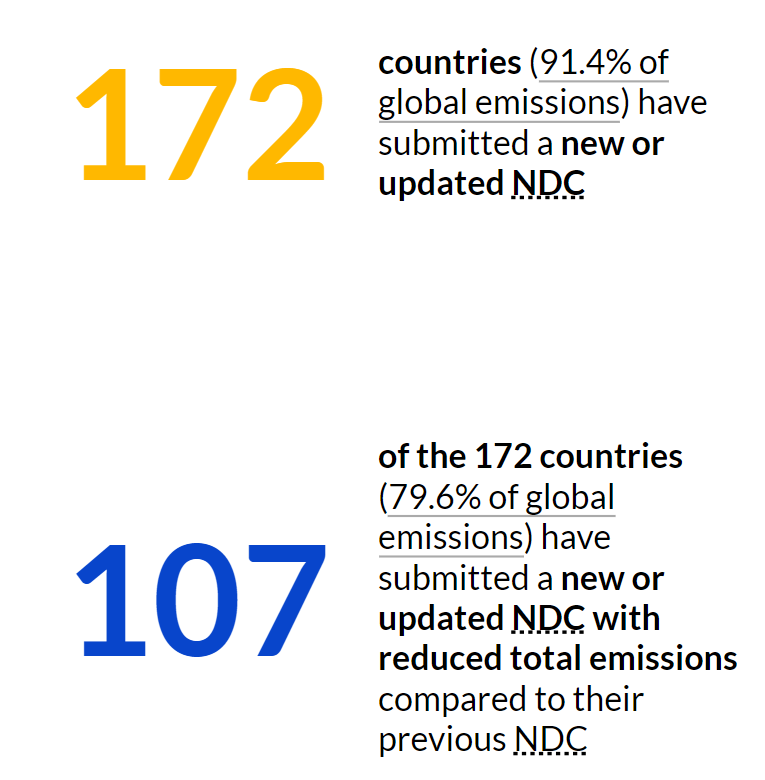 172
countries (91.4% of
global emissions) have
submitted a new or
updated NDC
107
of the 172 countries
(79.6% of global
emissions) have
submitted a new or
updated NDC with
reduced total emissions
compared to their
previous NDC